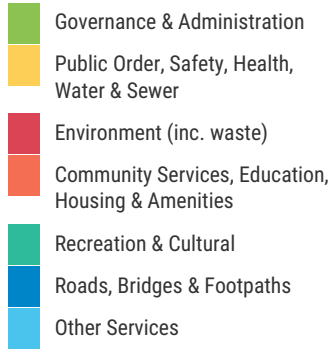 Governance & Administration
Public Order, Safety, Health,
Water & Sewer
Environment (inc. waste)
Community Services, Education,
Housing & Amenities
Recreation & Cultural
Roads, Bridges & Footpaths
Other Services